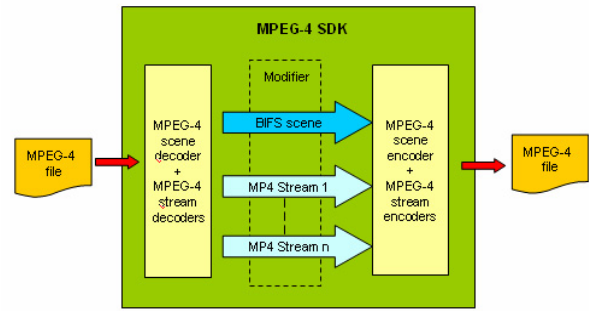 MPEG-4 SDK
MPEG-4
file
MPEG-4
scene
decoder
+
MPEG-4
stream
decoders
Modifier
BIFS scene
MP4 Stream 1
MP4 Stream n
MPEG-4
scene
encoder
+
MPEG-4
stream
encoders
MPEG-4
file